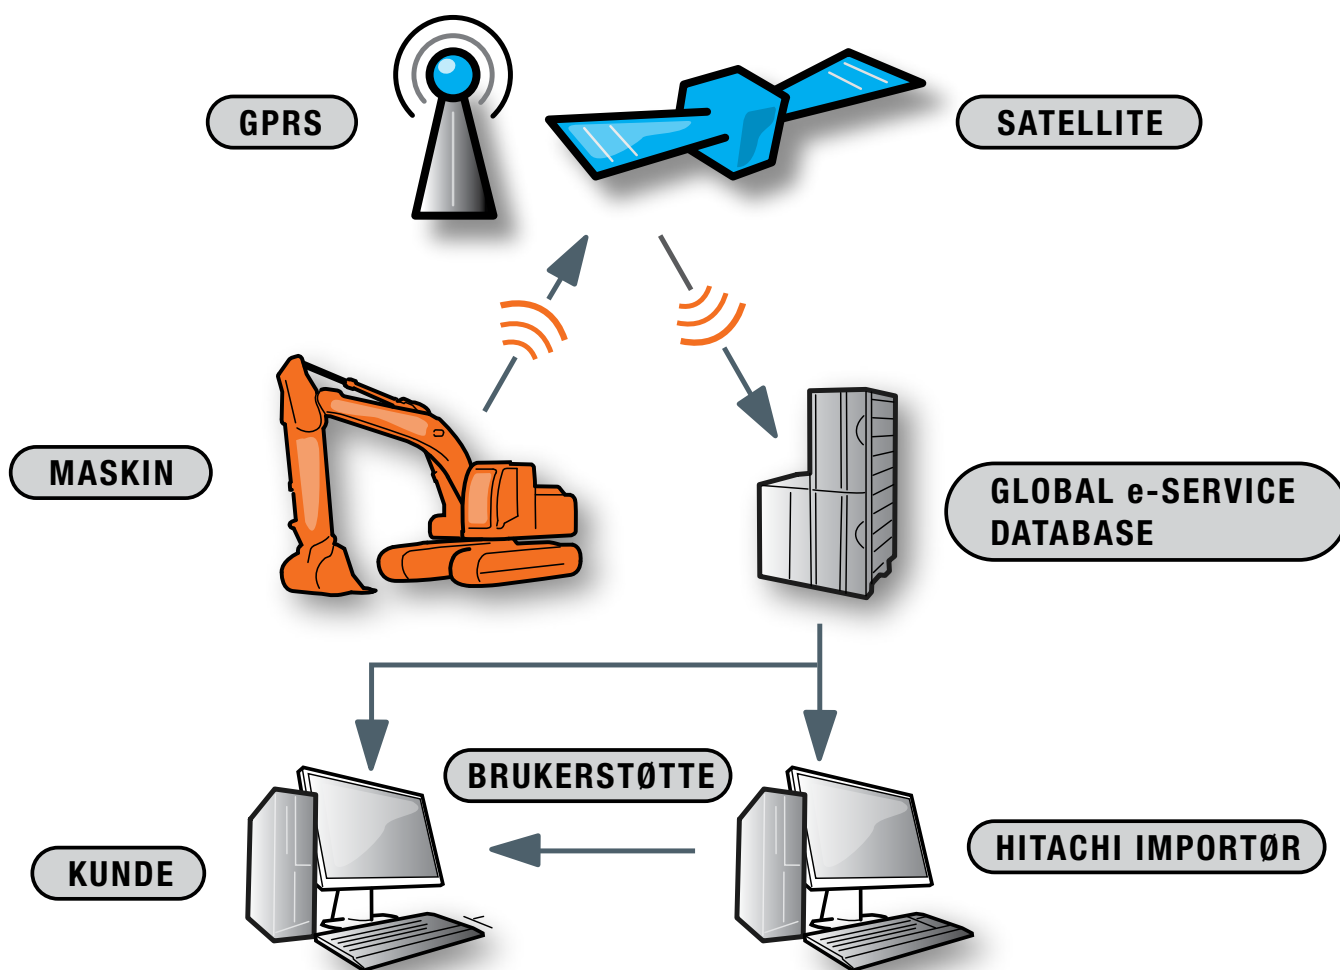 GPRS
SATELLITE
MASKIN
GLOBAL e-SERVICE
DATABASE
BRUKERSTØTTE
HITACHI IMPORTØR
KUNDE